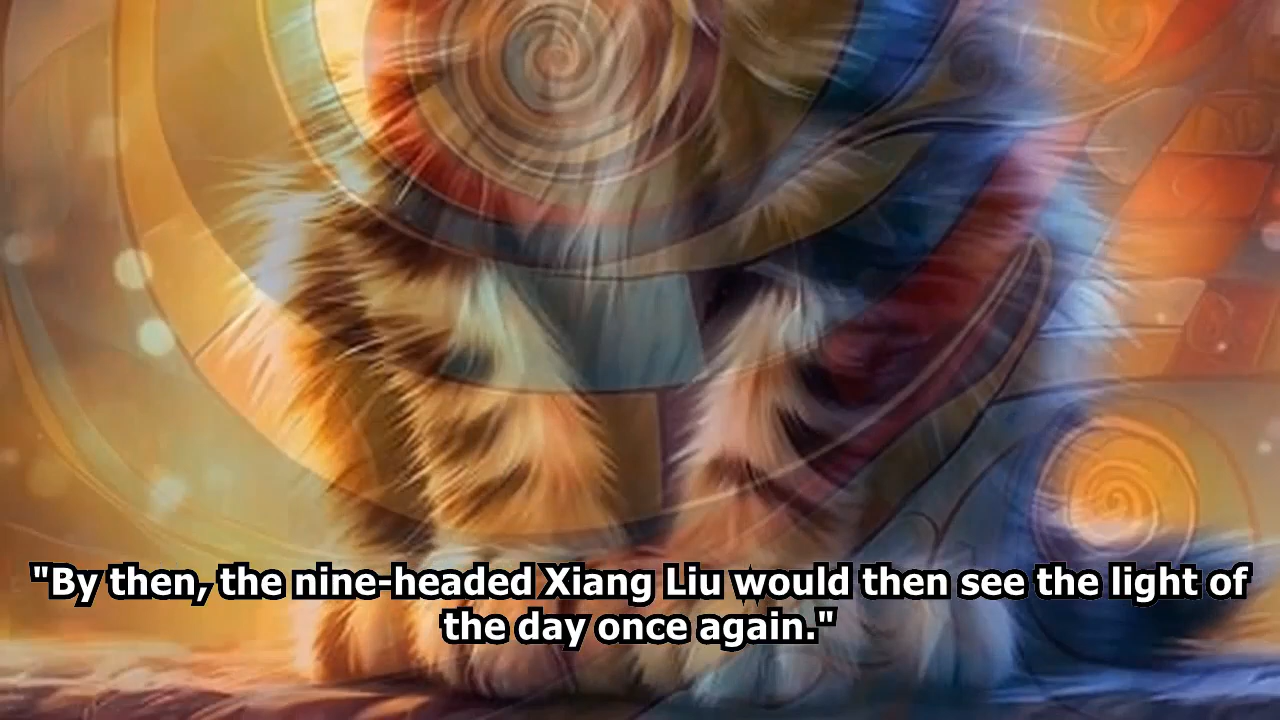 "By then, the nine-headed Xiang Liu would then see the light of
the day once again."